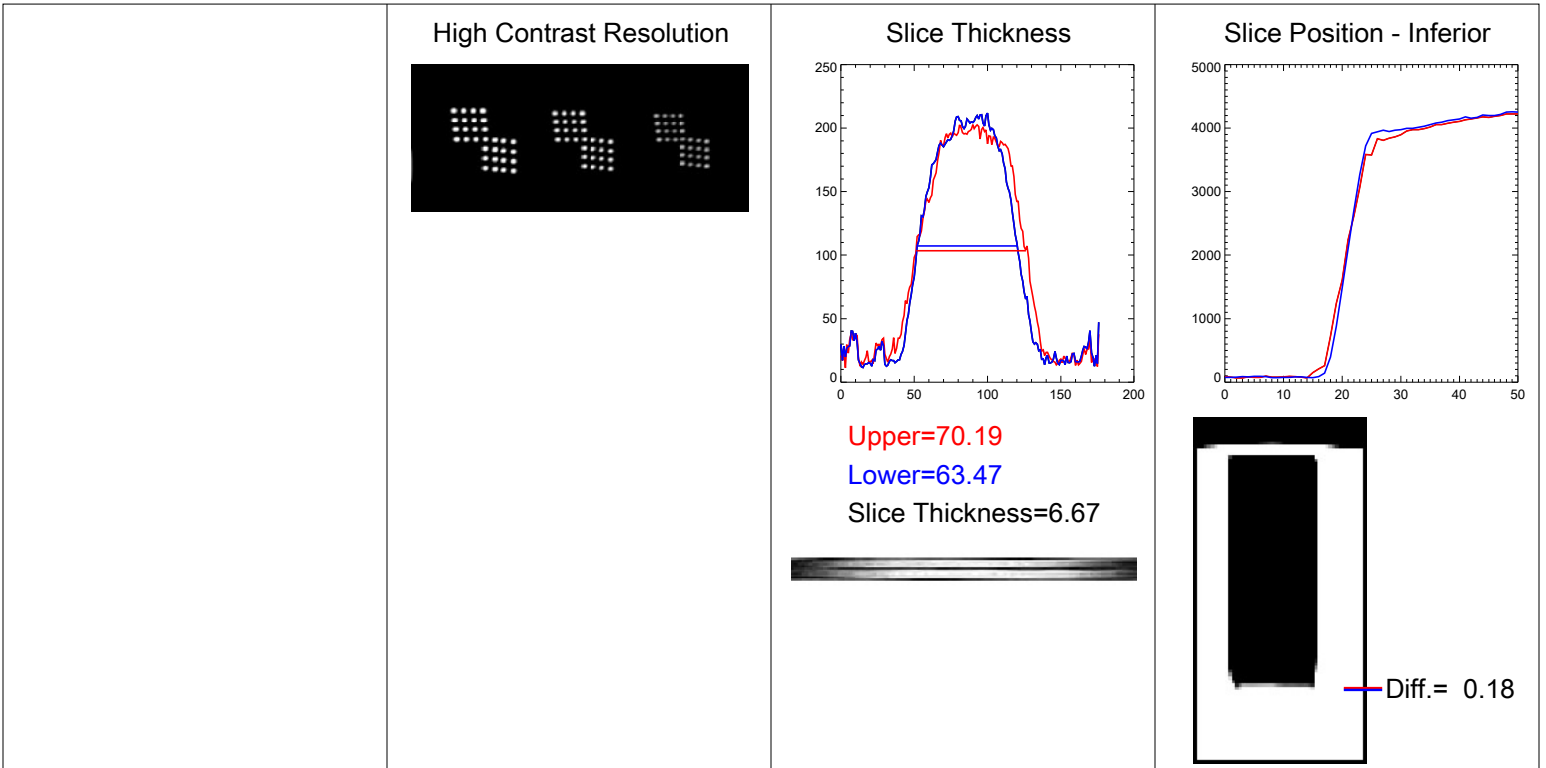 High Contrast Resolution
Slice Thickness
250
200
150
100
50
0
0 50 100 150 200
Upper=70.19
Lower=63.47
Slice Thickness=6.67
Slice Position - Inferior
5000
4000
3000
2000
1000
0
0 10 20 30 40 50
Diff.= 0.18